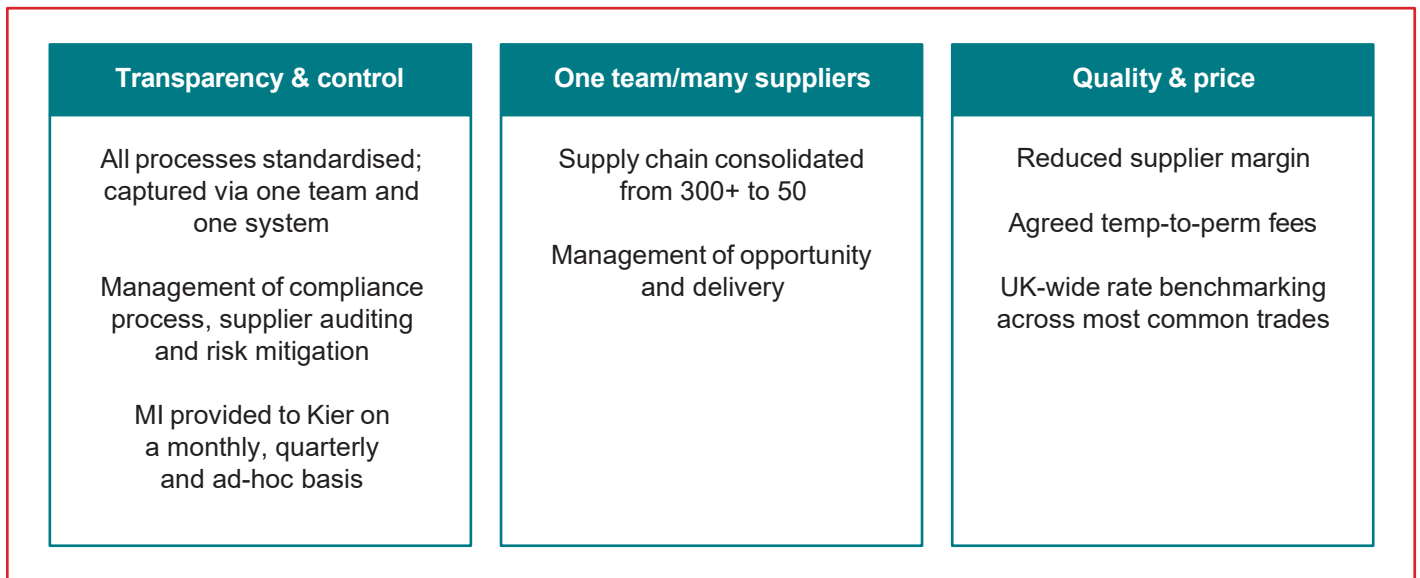 Transparency & control
All processes standardised;
captured via one team and
one system
Management of compliance
process, supplier auditing
and risk mitigation
MI provided to Kier on
a monthly, quarterly
and ad-hoc basis
One team/many suppliers
Supply chain consolidated
from 300+ to 50
Management of opportunity
and delivery
Quality & price
Reduced supplier margin
Agreed temp-to-perm fees
UK-wide rate benchmarking
across most common trades